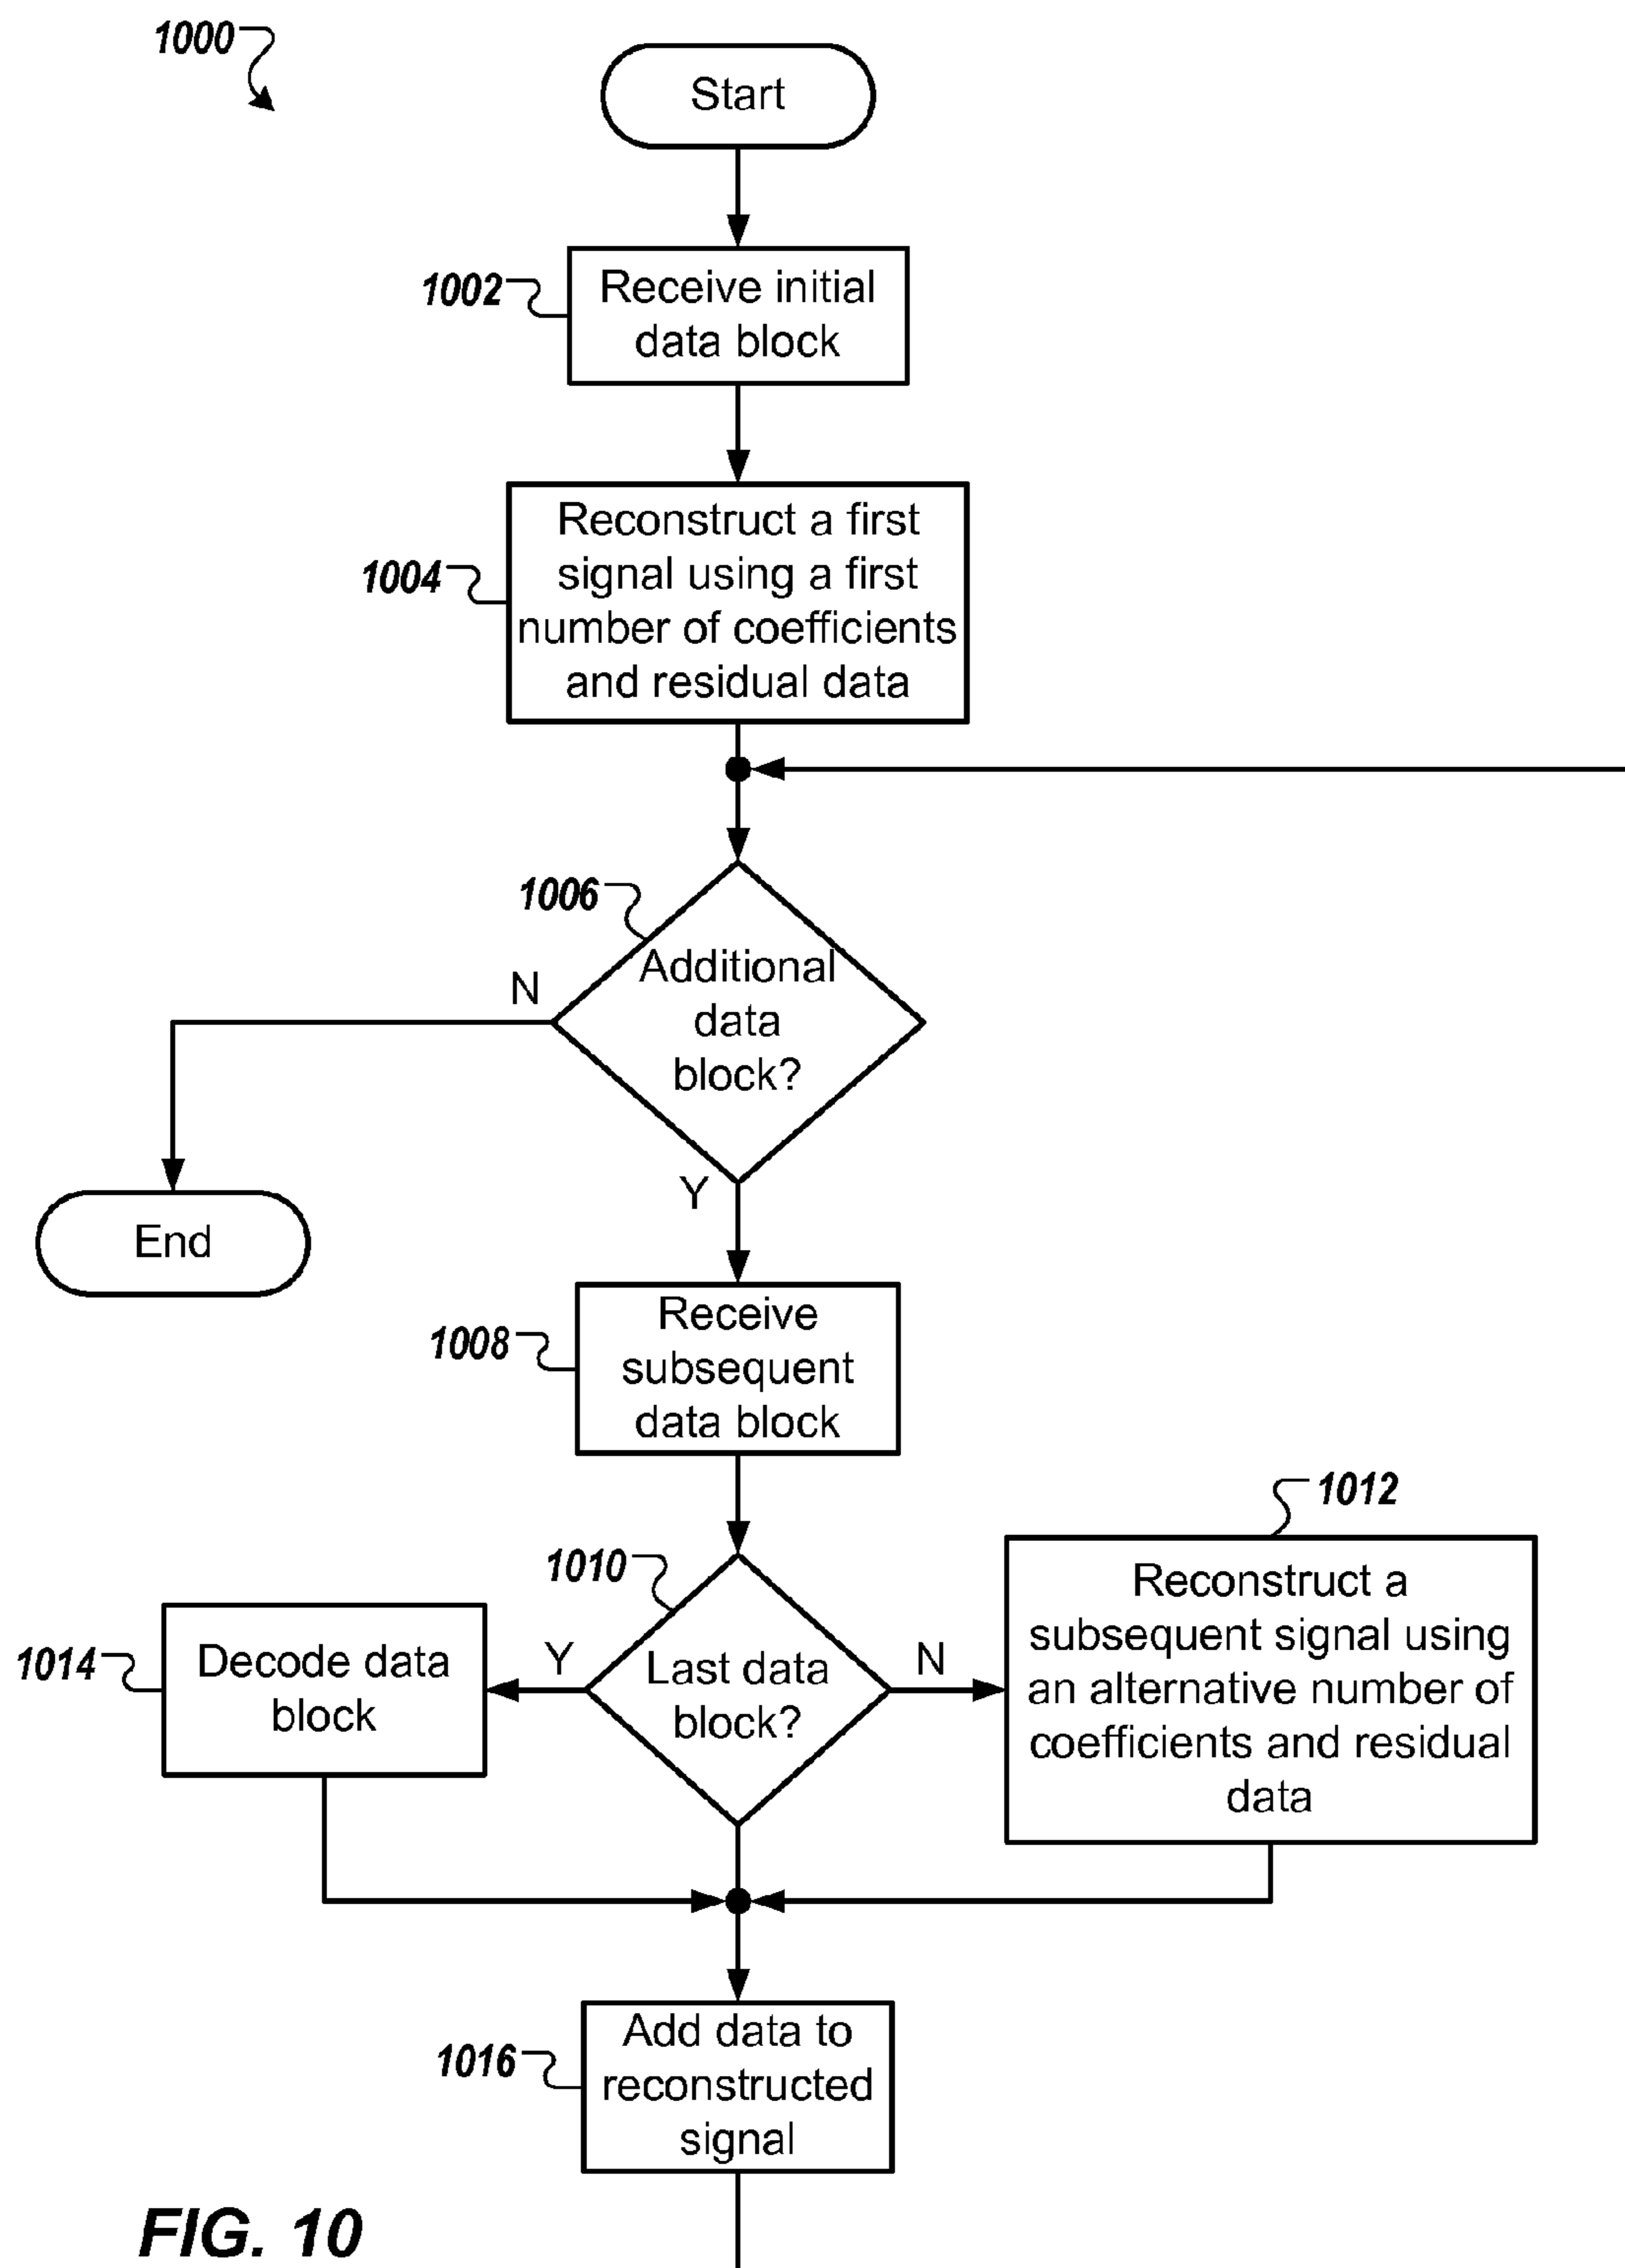 1000
Start
1002
Receive initial
data block
1004
Reconstruct a first
signal using a first
number of coefficients
and residual data
1006
Additional
data
block?
N
Y
End
1008
Receive
subsequent
data block
1010
Last data
block?
Y
N
1012
Reconstruct a
subsequent signal using
an alternative number of
coefficients and residual
data
1014
Decode data
block
1016
Add data to
reconstructed
signal
FIG. 10